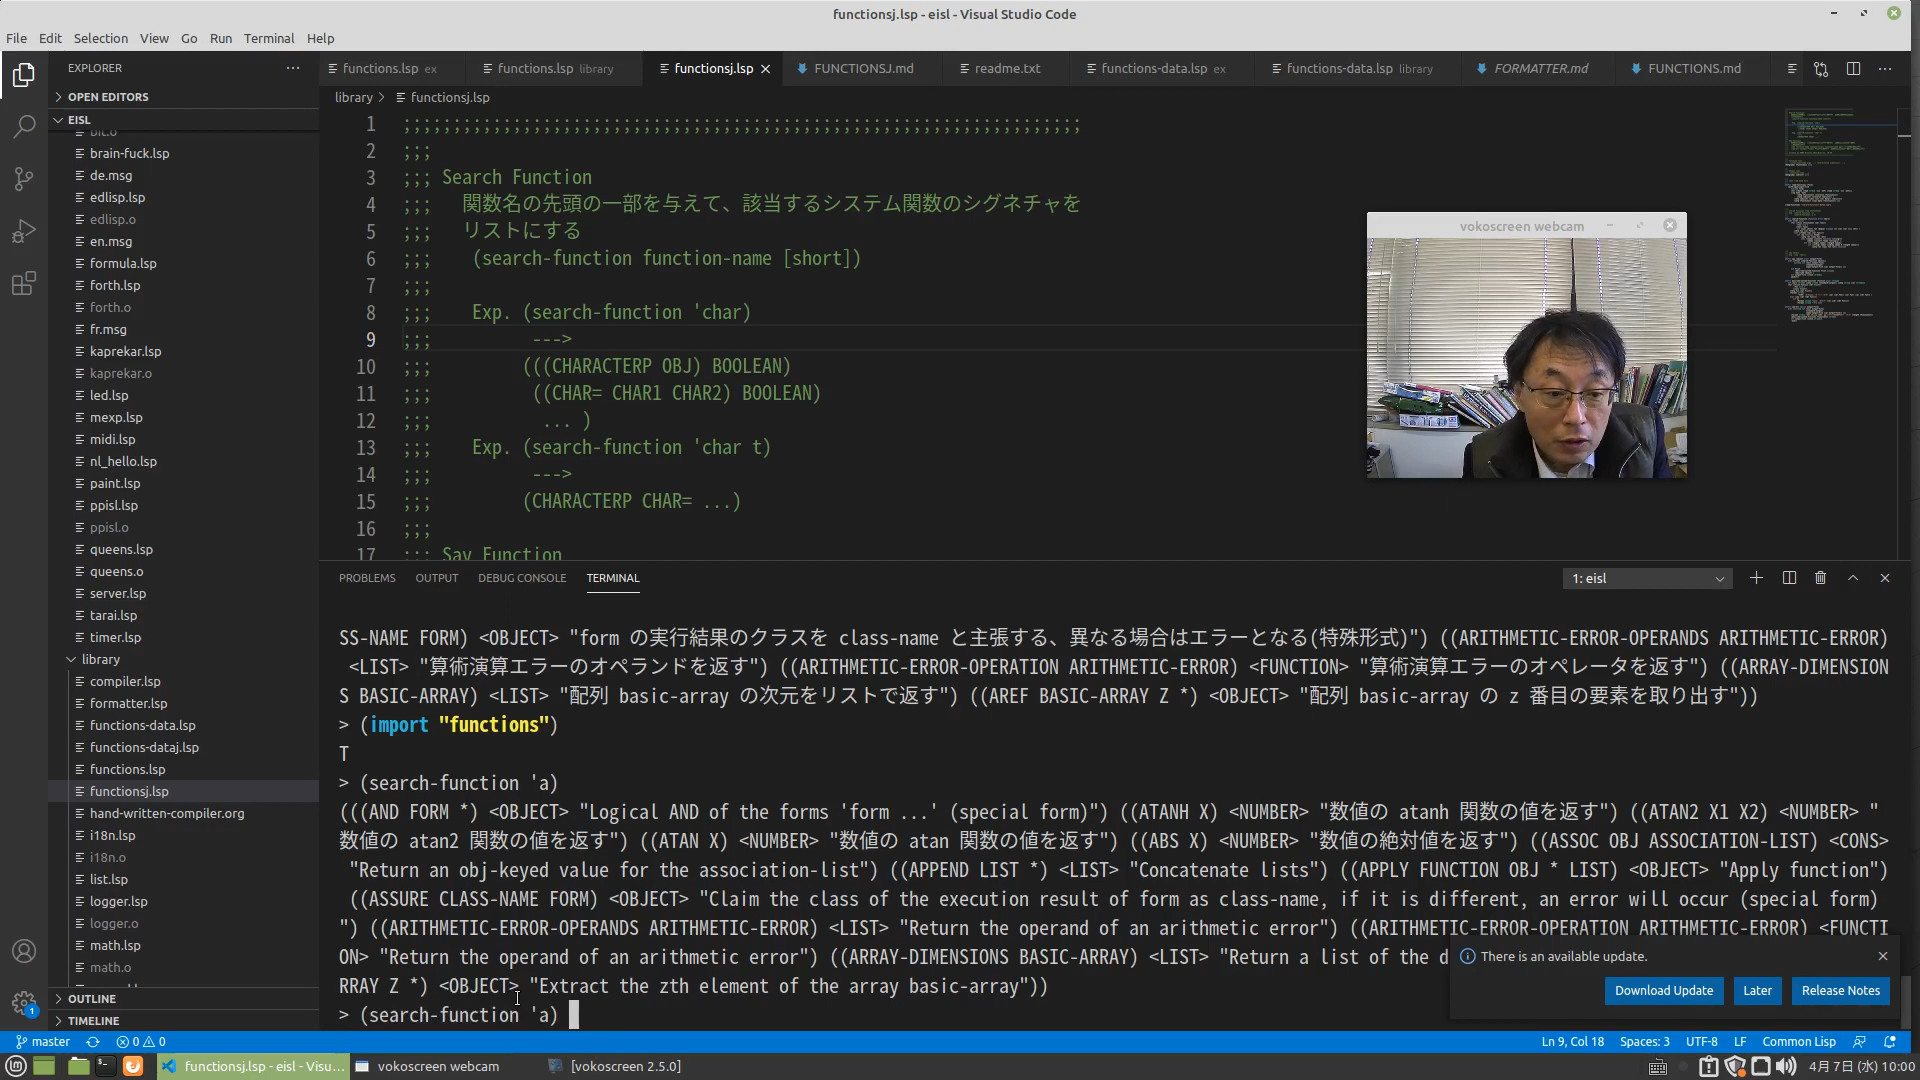 functionsj.lsp - eisl - Visual Studio Code
File Edit Selection View Go Run Terminal Help
EXPLORER
functions.lsp ex
functions.lsp library
functionsj.lsp
FUNCTIONSJ.md
readme.txt
functions-data.lsp ex
functions-data.lsp library
FORMATTER.md
FUNCTIONS.md
OPEN EDITORS
EISL
bit.o
brain-fuck.lsp
de.msg
edlisp.lsp
edlisp.o
en.msg
formula.lsp
forth.lsp
forth.o
fr.msg
kaprekar.lsp
kaprekar.o
led.lsp
mexp.lsp
midi.lsp
nl_hello.lsp
paint.lsp
ppisl.lsp
ppisl.o
queens.lsp
queens.o
server.lsp
tarai.lsp
timer.lsp
library
compiler.lsp
formatter.lsp
functions-data.lsp
functions-dataj.lsp
functions.lsp
functionsj.lsp
hand-written-compiler.org
i18n.lsp
i18n.o
list.lsp
logger.lsp
logger.o
math.lsp
math.o
OUTLINE
TIMELINE
library > functionsj.lsp
1 ;;;;;;;;;;;;;;;;;;;;;;;;;;;;;;;;;;;;;;;;;;;;;;;;;;;;;;;;;;;;;;;;;;;;
2 ;;;
3 ;;; Search Function
4 ;;; 関数名の先頭の一部を与えて、該当するシステム関数のシグネチャを
5 ;;; リストにする
6 ;;; (search-function function-name [short])
7 ;;;
8 ;;; Exp. (search-function 'char)
9 ;;; --->
10 ;;; (((CHARACTERP OBJ) BOOLEAN)
11 ;;; ((CHAR= CHAR1 CHAR2) BOOLEAN)
12 ;;; ... )
13 ;;; Exp. (search-function 'char t)
14 ;;; --->
15 ;;; (CHARACTERP CHAR= ...)
16 ;;;
17 ;;; Say Function
vokoscreen webcam
PROBLEMS OUTPUT DEBUG CONSOLE TERMINAL
1: eisl
SS-NAME FORM) <OBJECT> "form の実行結果のクラスを class-name と主張する、異なる場合はエラーとなる(特殊形式)") ((ARITHMETIC-ERROR-OPERANDS ARITHMETIC-ERROR)
<LIST> "算術演算エラーのオペランドを返す") ((ARITHMETIC-ERROR-OPERATION ARITHMETIC-ERROR) <FUNCTION> "算術演算エラーのオペレータを返す") ((ARRAY-DIMENSION
S BASIC-ARRAY) <LIST> "配列 basic-array の次元をリストで返す") ((AREF BASIC-ARRAY Z *) <OBJECT> "配列 basic-array の z 番目の要素を取り出す"))
> (import "functions")
T
> (search-function 'a)
(((AND FORM *) <OBJECT> "Logical AND of the forms 'form ...' (special form)") ((ATANH X) <NUMBER> "数値の atanh 関数の値を返す") ((ATAN2 X1 X2) <NUMBER> "
数値の atan2 関数の値を返す") ((ATAN X) <NUMBER> "数値の atan 関数の値を返す") ((ABS X) <NUMBER> "数値の絶対値を返す") ((ASSOC OBJ ASSOCIATION-LIST) <CONS>
"Return an obj-keyed value for the association-list") ((APPEND LIST *) <LIST> "Concatenate lists") ((APPLY FUNCTION OBJ * LIST) <OBJECT> "Apply function")
((ASSURE CLASS-NAME FORM) <OBJECT> "Claim the class of the execution result of form as class-name, if it is different, an error will occur (special form)
") ((ARITHMETIC-ERROR-OPERANDS ARITHMETIC-ERROR) <LIST> "Return the operand of an arithmetic error") ((ARITHMETIC-ERROR-OPERATION ARITHMETIC-ERROR) <FUNCTI
ON> "Return the operand of an arithmetic error") ((ARRAY-DIMENSIONS BASIC-ARRAY) <LIST> "Return a list of the d
RRAY Z *) <OBJECT> "Extract the zth element of the array basic-array"))
> (search-function 'a)
There is an available update.
Download Update
Later
Release Notes
master
0 0
1
Ln 9, Col 18 Spaces: 3 UTF-8 LF Common Lisp
functionsj.lsp - eisl - Visu...
vokoscreen webcam
[vokoscreen 2.5.0]
4月 7日 (水) 10:00